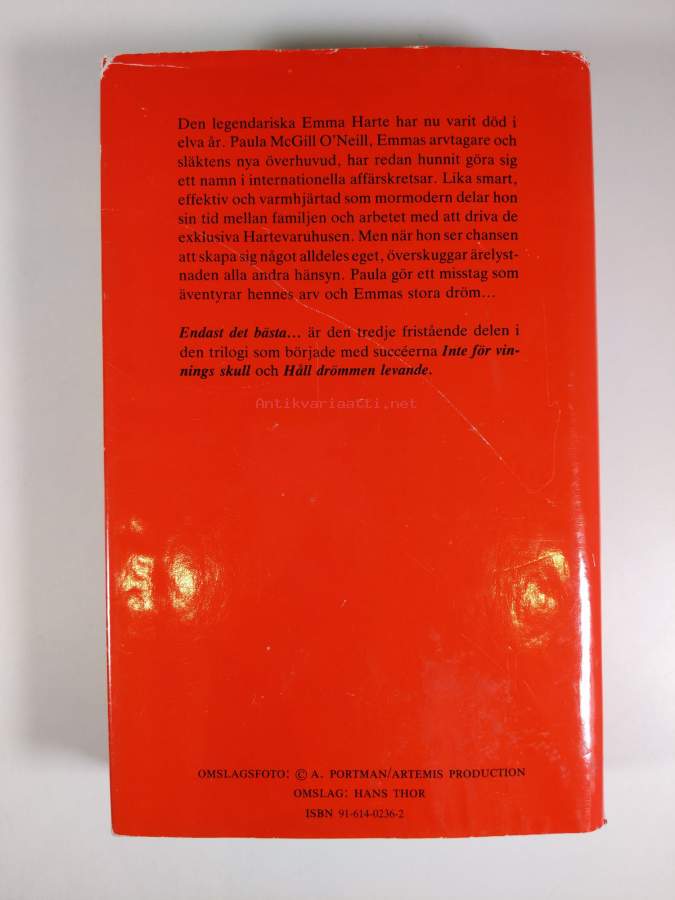 Den legendariska Emma Harte har nu varit död i
elva år. Paula McGill O'Neill, Emmas arvtagare och
släktens nya överhuvud, har redan hunnit göra sig
ett namn i internationella affärskretsar. Lika smart,
effektiv och varmhjärtad som mormodern delar hon
sin tid mellan familjen och arbetet med att driva de
exklusiva Hartevaruhusen. Men när hon ser chansen
att skapa sig något alldeles eget, överskuggar ärelyst-
naden alla andra hänsyn. Paula gör ett misstag som
äventyrar hennes arv och Emmas stora dröm...
Endast det bästa... är den tredje fristående delen i
den trilogi som började med succéerna Inte för vin-
nings skull och Håll drömmen levande.
Antikvariaatti.net
OMSLAGSFOTO: © A. PORTMAN/ARTEMIS PRODUCTION
OMSLAG: HANS THOR
ISBN 91-614-0236-2